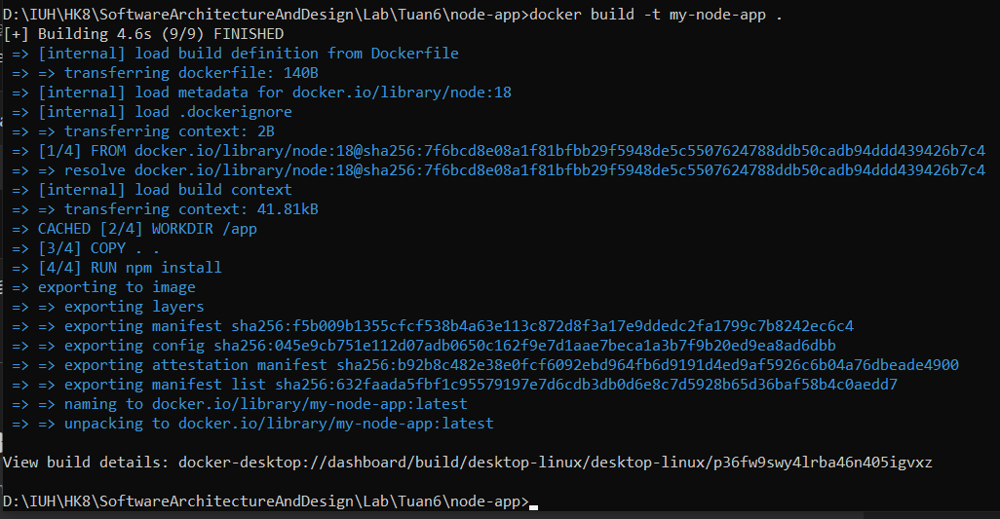 D:\IUH\HK8\SoftwareArchitectureAndDesign\Lab\Tuan6\node-app>docker build -t my-node-app .
[+] Building 4.6s (9/9) FINISHED
=> [internal] load build definition from Dockerfile
=> => transferring dockerfile: 140B
=> [internal] load metadata for docker.io/library/node:18
=> [internal] load .dockerignore
=> => transferring context: 2B
=> [1/4] FROM docker.io/library/node:18@sha256:7f6bcd8e08a1f81bfbb29f5948de5c5507624788ddb50cadb94ddd439426b7c4
=> => resolve docker.io/library/node:18@sha256:7f6bcd8e08a1f81bfbb29f5948de5c5507624788ddb50cadb94ddd439426b7c4
=> [internal] load build context
=> => transferring context: 41.81kB
=> CACHED [2/4] WORKDIR /app
=> [3/4] COPY . .
=> [4/4] RUN npm install
=> exporting to image
=> => exporting layers
=> => exporting manifest sha256:f5b009b1355cfcf538b4a63e113c872d8f3a17e9ddedc2fa1799c7b8242ec6c4
=> => exporting config sha256:045e9cb751e112d07adb0650c162f9e7d1aae7beca1a3b7f9b20ed9ea8ad6dbb
=> => exporting attestation manifest sha256:b92b8c482e38e0fcf6092ebd964fb6d9191d4ed9af5926c6b04a76dbeade4900
=> => exporting manifest list sha256:632faada5fbf1c95579197e7d6cdb3db0d6e8c7d5928b65d36baf58b4c0aedd7
=> => naming to docker.io/library/my-node-app:latest
=> => unpacking to docker.io/library/my-node-app:latest
View build details: docker-desktop://dashboard/build/desktop-linux/desktop-linux/p36fw9swy4lrba46n405igvxz
D:\IUH\HK8\SoftwareArchitectureAndDesign\Lab\Tuan6\node-app>